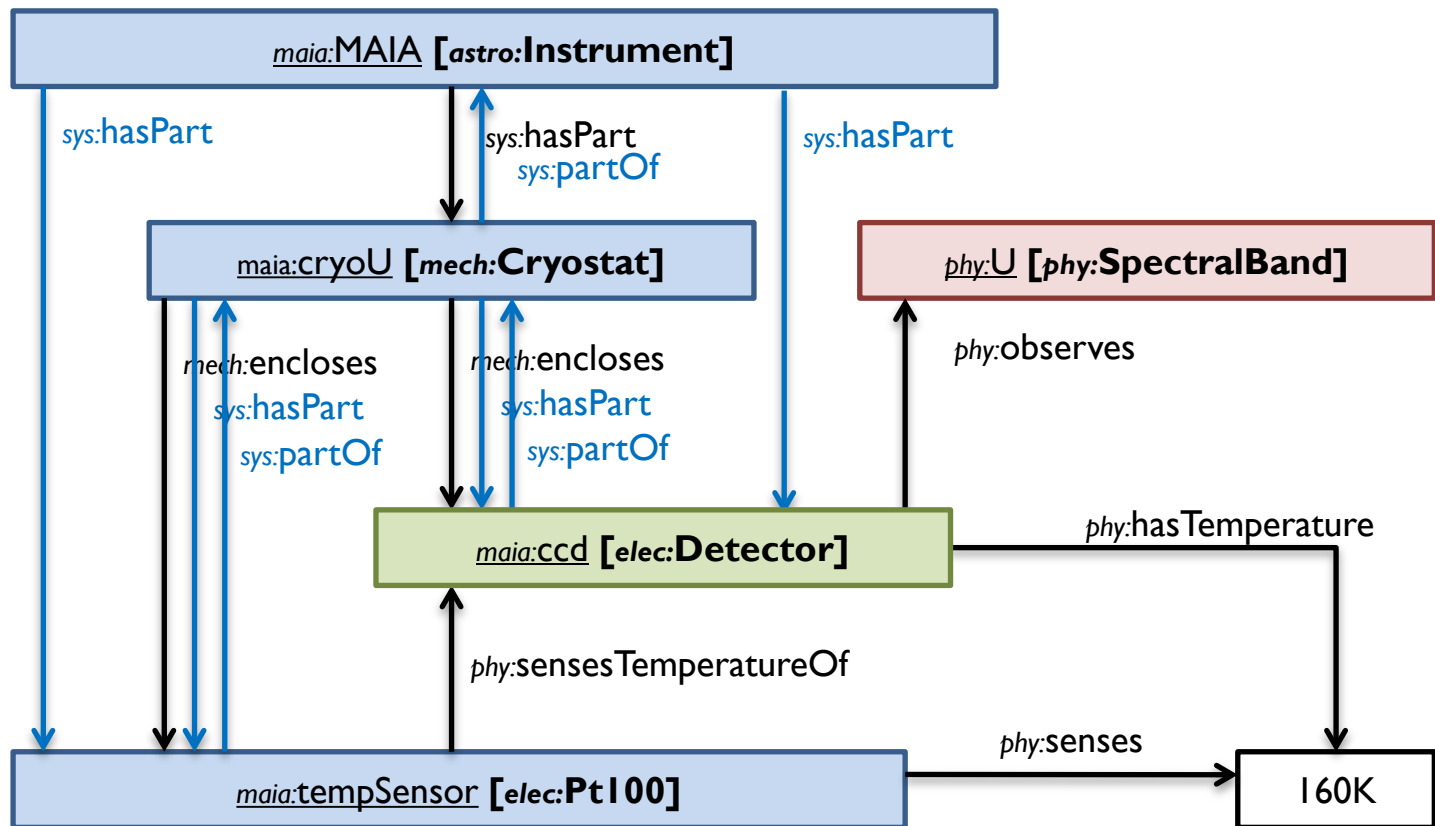 maia:MAIA [astro:Instrument]
sys:hasPart
sys:hasPart
sys:partOf
sys:hasPart
maia:cryoU [mech:Cryostat]
phy:U [phy:SpectralBand]
mech:encloses
sys:hasPart
sys:partOf
mech:encloses
sys:hasPart
sys:partOf
phy:observes
maia:ccd [elec:Detector]
phy:hasTemperature
phy:sensesTemperatureOf
phy:senses
maia:tempSensor [elec:Pt100]
160K